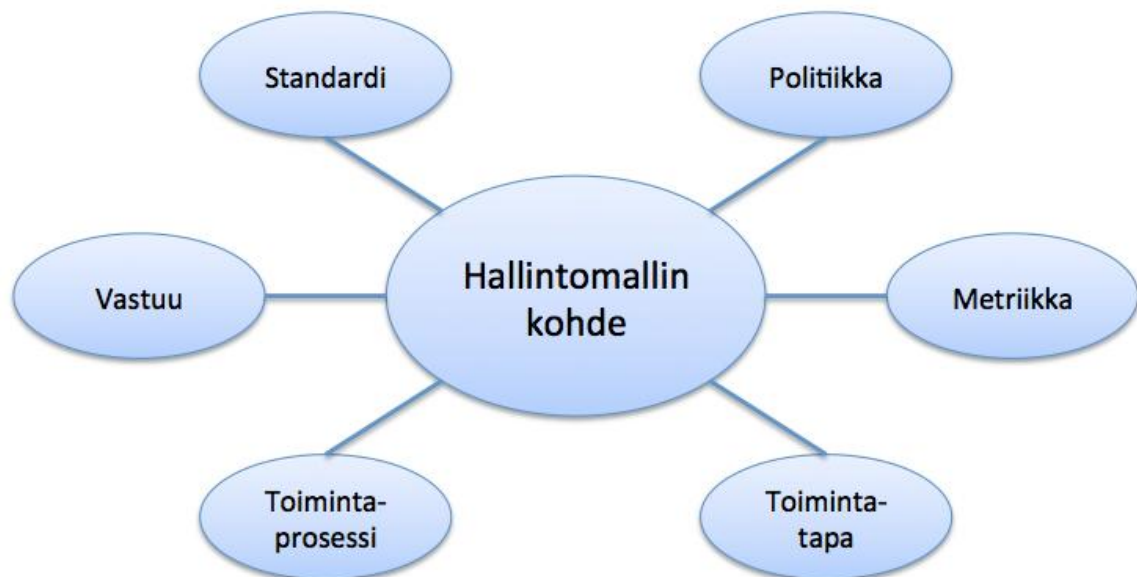 Standardi
Politiikka
Vastuu
Hallintomallin
kohde
Metriikka
Toiminta-
prosessi
Toiminta-
tapa